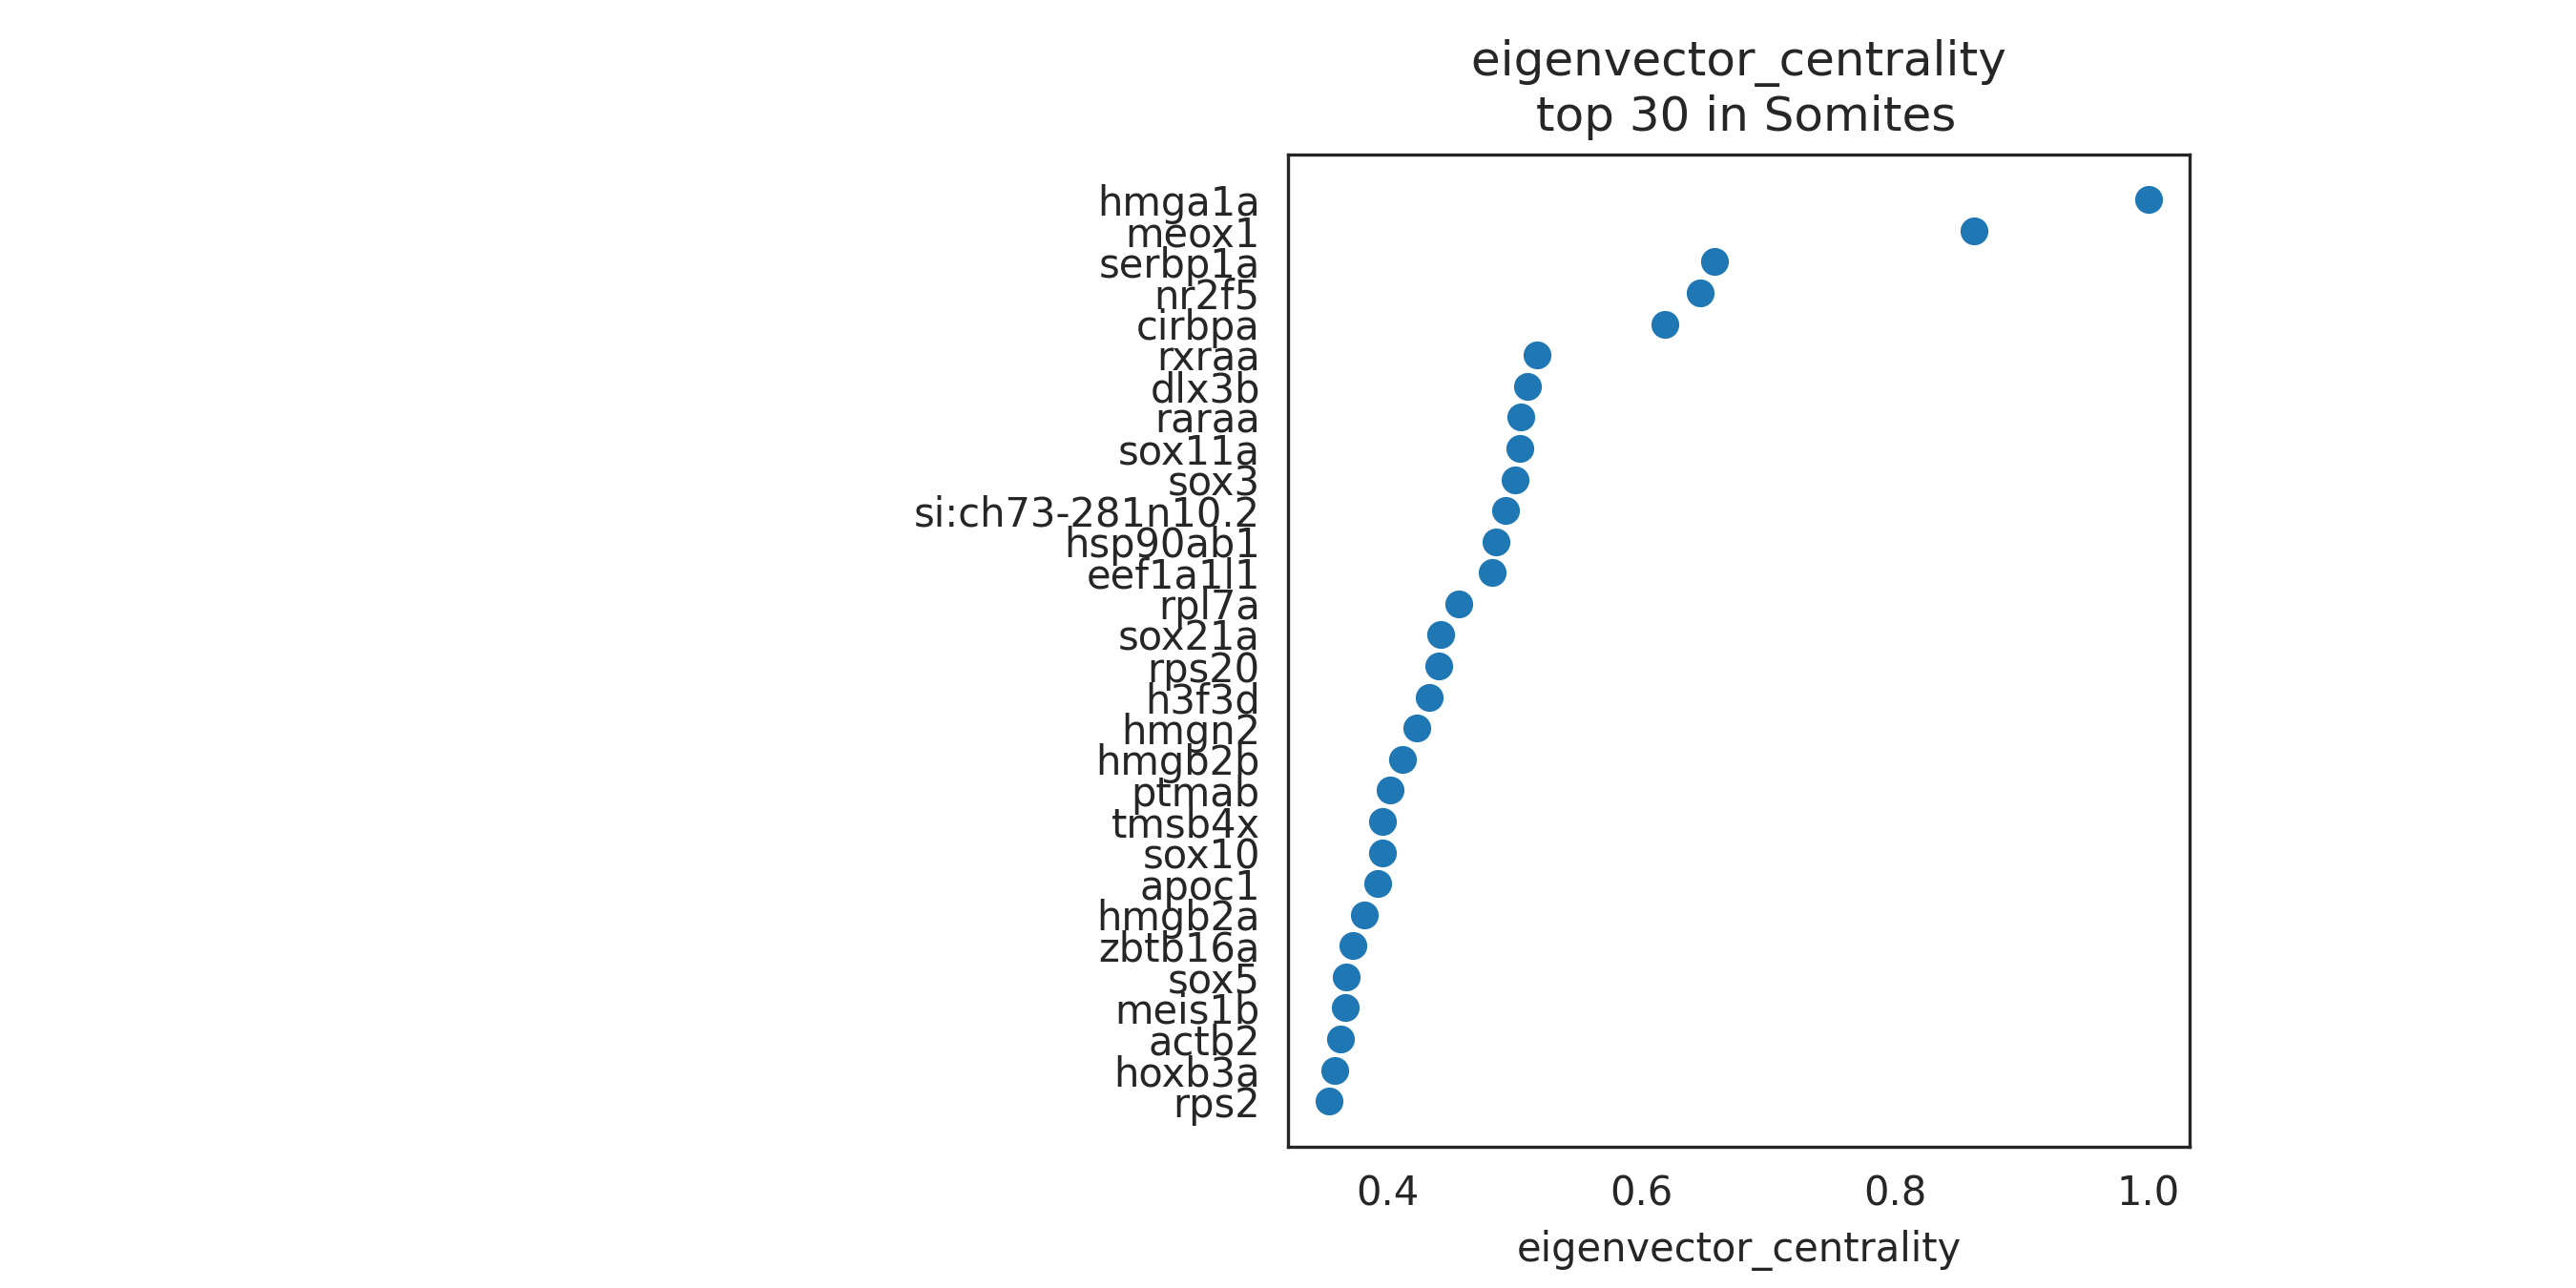 eigenvector_centrality
top 30 in Somites
hmga1a
meox1
serbp1a
nr2f5
cirbpa
rxraa
dlx3b
raraa
sox11a
sox3
si:ch73-281n10.2
hsp90ab1
eef1a1l1
rpl7a
sox21a
rps20
h3f3d
hmgn2
hmgb2b
ptmab
tmsb4x
sox10
apoc1
hmgb2a
zbtb16a
sox5
meis1b
actb2
hoxb3a
rps2
0.4 0.6 0.8 1.0
eigenvector_centrality